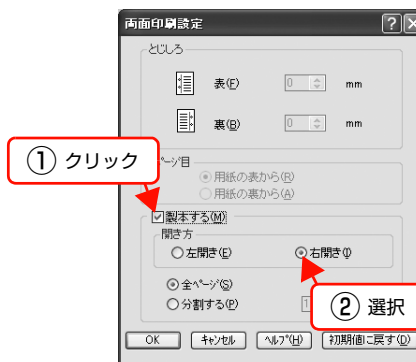 両面印刷設定
とじしろ
表(F) 0 mm
裏(B) 0 mm
① クリック
ページ目
用紙の表から(R)
用紙の裏から(A)
製本する(M)
開き方
左開き(E) 右開き(I)
全ページ(S)
分割する(P) 1
② 選択
OK キャンセル ヘルプ(H) 初期値に戻す(D)